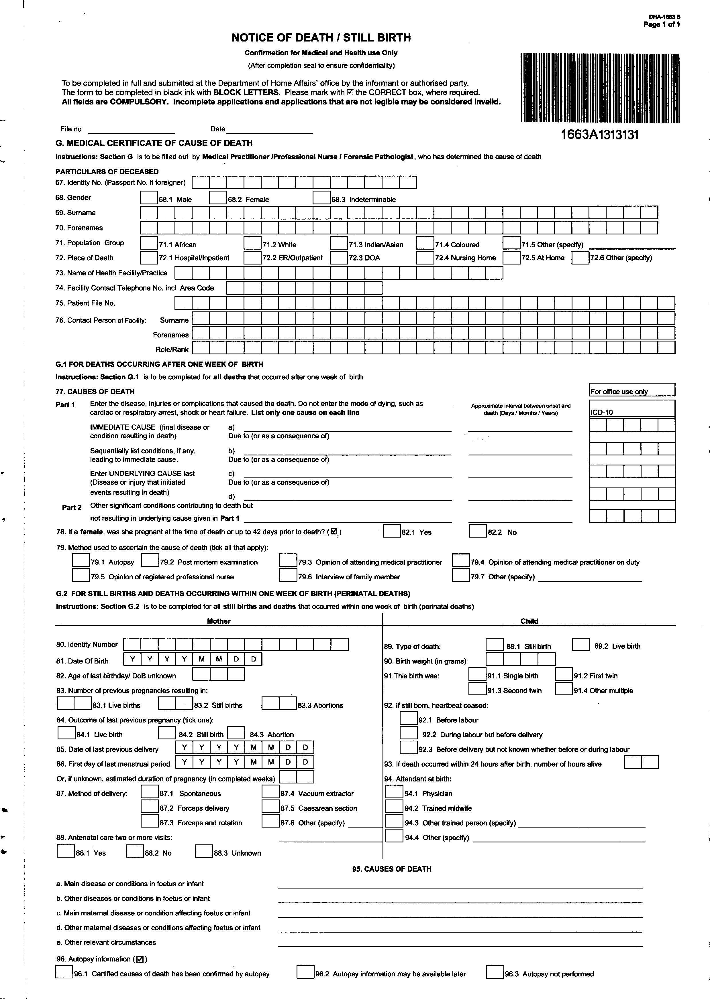 DHA-1663 B
Page 1 of 1
NOTICE OF DEATH / STILL BIRTH
Confirmation for Medical and Health use Only
(After completion seal to ensure confidentiality)
To be completed in full and submitted at the Department of Home Affairs' office by the informant or authorised party.
The form to be completed in black ink with BLOCK LETTERS. Please mark with ☑ the CORRECT box, where required.
All fields are COMPULSORY. Incomplete applications and applications that are not legible may be considered invalid.
1663A1313131
File no Date
G. MEDICAL CERTIFICATE OF CAUSE OF DEATH
Instructions: Section G is to be filled out by Medical Practitioner /Professional Nurse / Forensic Pathologist, who has determined the cause of death
PARTICULARS OF DECEASED
67. Identity No. (Passport No. if foreigner)
68. Gender 68.1 Male 68.2 Female 68.3 Indeterminable
69. Surname
70. Forenames
71. Population Group 71.1 African 71.2 White 71.3 Indian/Asian 71.4 Coloured 71.5 Other (specify)
72. Place of Death 72.1 Hospital/Inpatient 72.2 ER/Outpatient 72.3 DOA 72.4 Nursing Home 72.5 At Home 72.6 Other (specify)
73. Name of Health Facility/Practice
74. Facility Contact Telephone No. incl. Area Code
75. Patient File No.
76. Contact Person at Facility: Surname
Forenames
Role/Rank
G.1 FOR DEATHS OCCURRING AFTER ONE WEEK OF BIRTH
Instructions: Section G.1 is to be completed for all deaths that occurred after one week of birth
77. CAUSES OF DEATH For office use only
Part 1 Enter the disease, injuries or complications that caused the death. Do not enter the mode of dying, such as
cardiac or respiratory arrest, shock or heart failure. List only one cause on each line
Approximate interval between onset and
death (Days / Months / Years)
ICD-10
IMMEDIATE CAUSE (final disease or a)
condition resulting in death) Due to (or as a consequence of)
Sequentially list conditions, if any, b)
leading to immediate cause. Due to (or as a consequence of)
Enter UNDERLYING CAUSE last c)
(Disease or injury that initiated Due to (or as a consequence of)
events resulting in death) d)
Part 2 Other significant conditions contributing to death but
not resulting in underlying cause given in Part 1
78. If a female, was she pregnant at the time of death or up to 42 days prior to death? (☑) 82.1 Yes 82.2 No
79. Method used to ascertain the cause of death (tick all that apply):
79.1 Autopsy 79.2 Post mortem examination 79.3 Opinion of attending medical practitioner 79.4 Opinion of attending medical practitioner on duty
79.5 Opinion of registered professional nurse 79.6 Interview of family member 79.7 Other (specify)
G.2 FOR STILL BIRTHS AND DEATHS OCCURRING WITHIN ONE WEEK OF BIRTH (PERINATAL DEATHS)
Instructions: Section G.2 is to be completed for all still births and deaths that occurred within one week of birth (perinatal deaths)
Mother
80. Identity Number
81. Date Of Birth Y Y Y Y M M D D
82. Age of last birthday/ DoB unknown
83. Number of previous pregnancies resulting in:
83.1 Live births 83.2 Still births 83.3 Abortions
84. Outcome of last previous pregnancy (tick one):
84.1 Live birth 84.2 Still birth 84.3 Abortion
85. Date of last previous delivery Y Y Y Y M M D D
86. First day of last menstrual period Y Y Y Y M M D D
Or, if unknown, estimated duration of pregnancy (in completed weeks)
87. Method of delivery: 87.1 Spontaneous 87.4 Vacuum extractor
87.2 Forceps delivery 87.5 Caesarean section
87.3 Forceps and rotation 87.6 Other (specify)
88. Antenatal care two or more visits:
88.1 Yes 88.2 No 88.3 Unknown
Child
89. Type of death: 89.1 Still birth 89.2 Live birth
90. Birth weight (in grams)
91.This birth was: 91.1 Single birth 91.2 First twin
91.3 Second twin 91.4 Other multiple
92. If still born, heartbeat ceased:
92.1 Before labour
92.2 During labour but before delivery
92.3 Before delivery but not known whether before or during labour
93. If death occurred within 24 hours after birth, number of hours alive
94. Attendant at birth:
94.1 Physician
94.2 Trained midwife
94.3 Other trained person (specify)
94.4 Other (specify)
95. CAUSES OF DEATH
a. Main disease or conditions in foetus or infant
b. Other diseases or conditions in foetus or infant
c. Main maternal disease or condition affecting foetus or infant
d. Other maternal diseases or conditions affecting foetus or infant
e. Other relevant circumstances
96. Autopsy information (☑)
96.1 Certified causes of death has been confirmed by autopsy 96.2 Autopsy information may be available later 96.3 Autopsy not performed